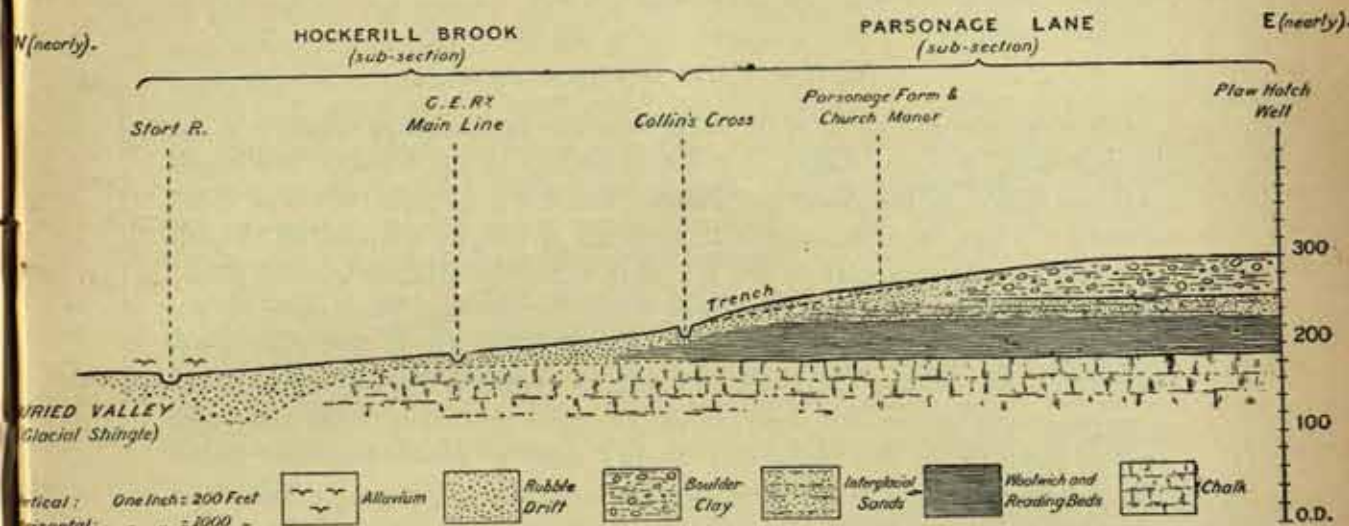 N (nearly).
HOCKERILL BROOK
(sub-section)
PARSONAGE LANE
(sub-section)
E (nearly).
Stort R.
G.E.Ry
Main Line
Collin's Cross
Parsonage Farm &
Church Manor
Plaw Hatch
Well
Trench
300
200
100
O.D.
URIED VALLEY
Glacial Shingle)
rtical: One Inch = 200 Feet
= 1000 "
Alluvium
Rubble
Drift
Boulder
Clay
Interglacial
Sands
Woolwich and
Reading Beds
Chalk